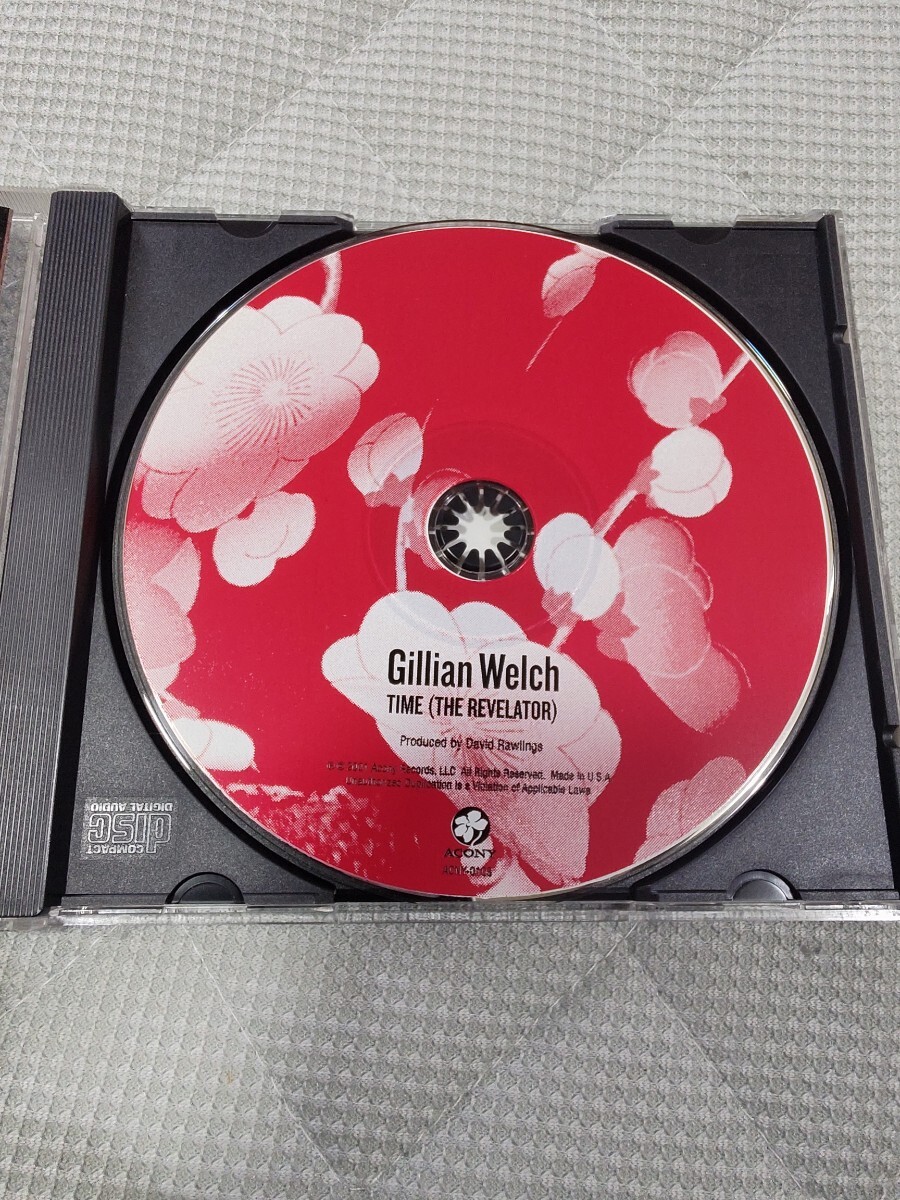 Gillian Welch
TIME (THE REVELATOR)
Produced by David Rawlings
Acony Records, LLC All Rights Reserved. Made in U.S.A
Unauthorized Duplication is a Violation of Applicable Laws
ACONY
COMPACT
disc
DIGITAL AUDIO